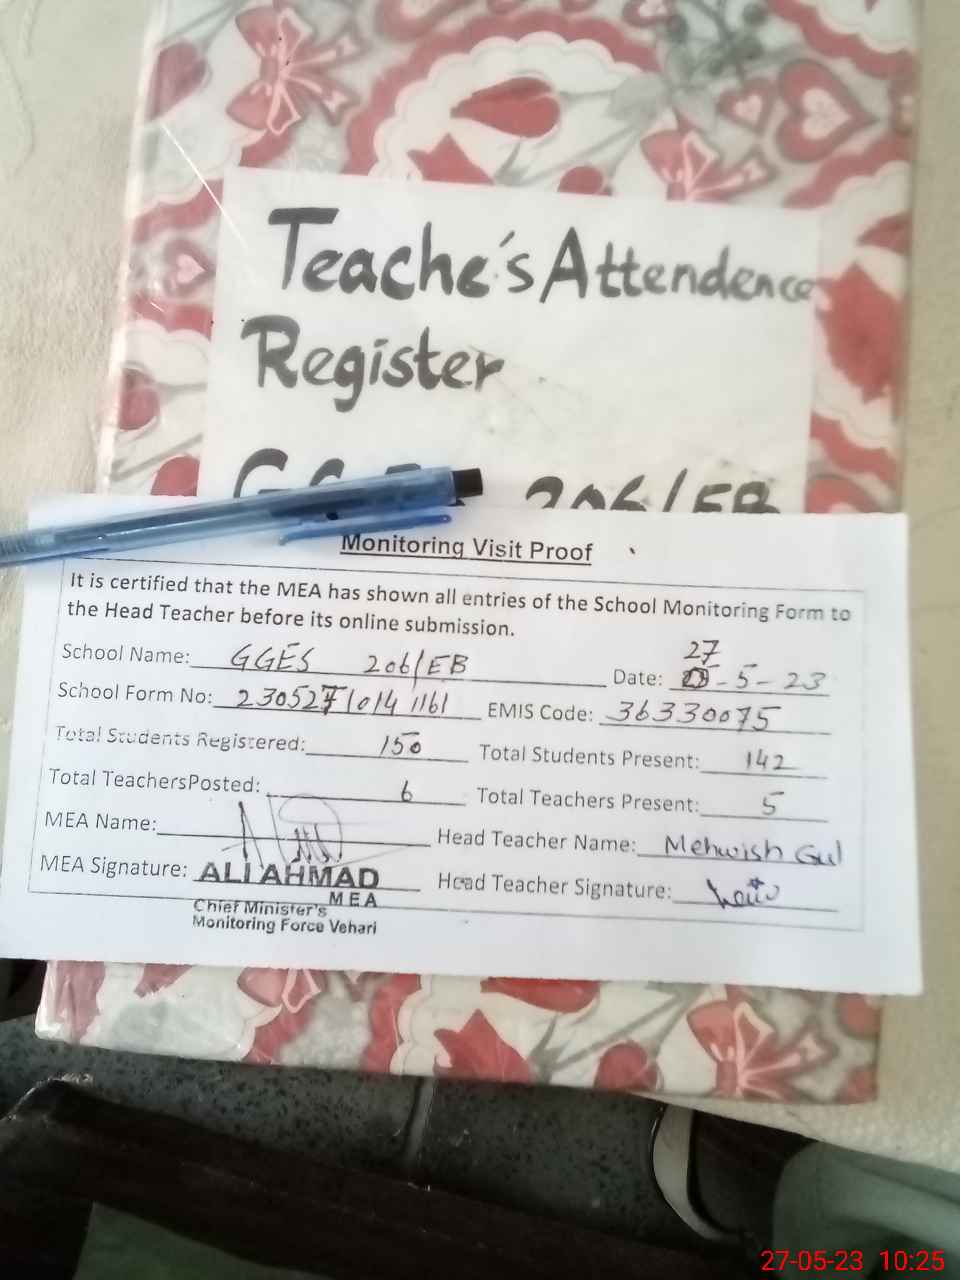 Teache's Attendence
Register
206/EB
Monitoring Visit Proof
It is certified that the MEA has shown all entries of the School Monitoring Form to
the Head Teacher before its online submission.
School Name: GGES 206/EB
27
Date: -5-23
School Form No: 230527 1014 1161 EMIS Code: 36330075
Total Students Registered: 150 Total Students Present: 142
Total TeachersPosted: 6 Total Teachers Present: 5
MEA Name: Head Teacher Name: Mehwish Gul
MEA Signature: ALI AHMAD Head Teacher Signature:
MEA
Chief Minister's
Monitoring Force Vehari
27-05-23 10:25